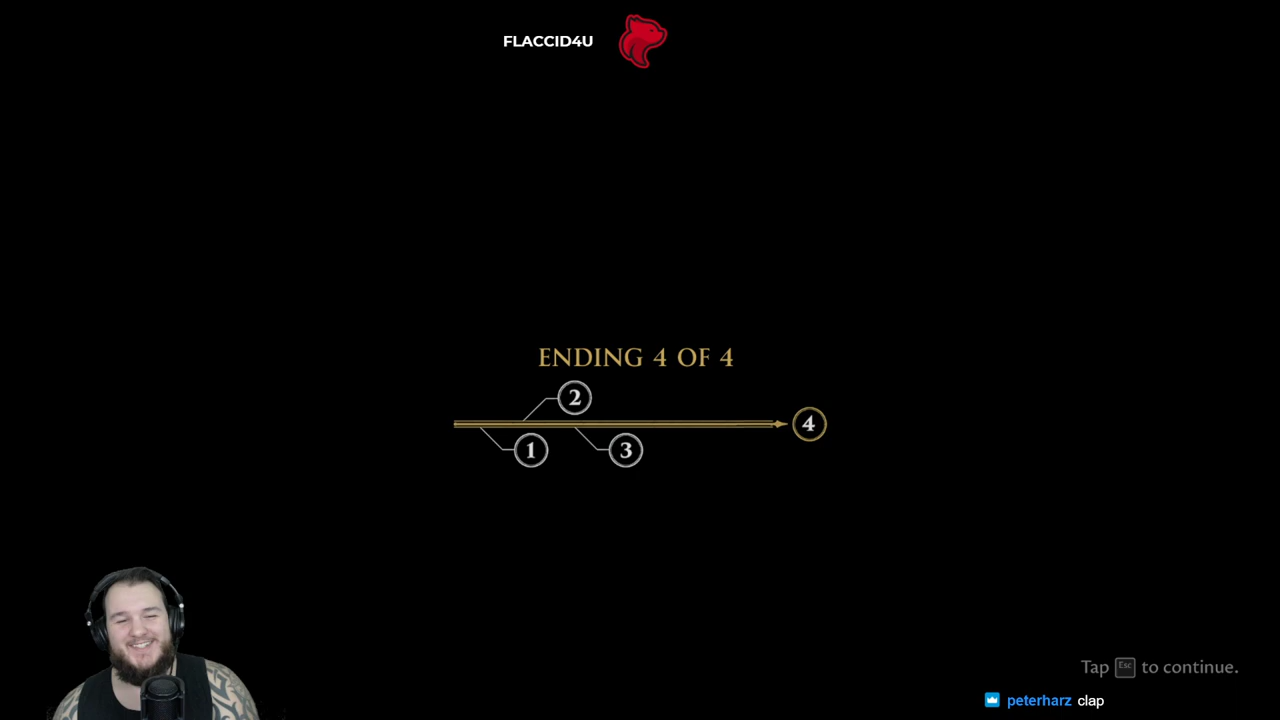 FLACCID4U
ENDING 4 OF 4
2
4
1
3
Tap Esc to continue.
peterharz clap